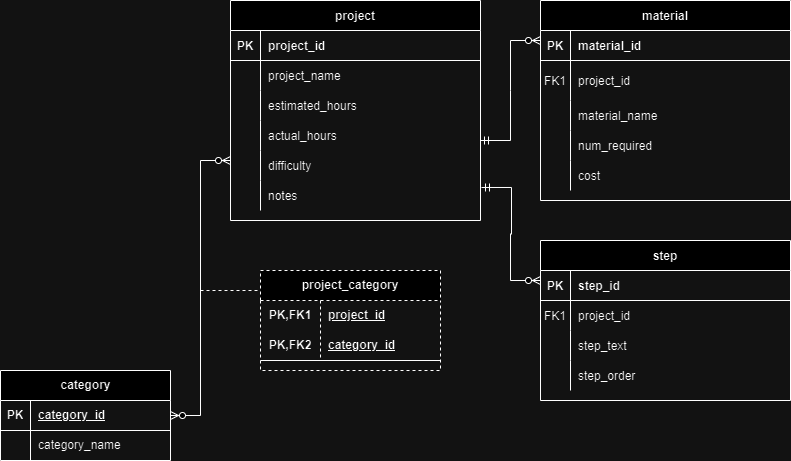 project
PK project_id
project_name
estimated_hours
actual_hours
difficulty
notes
material
PK material_id
FK1 project_id
material_name
num_required
cost
step
PK step_id
FK1 project_id
step_text
step_order
project_category
PK,FK1 project_id
PK,FK2 category_id
category
PK category_id
category_name